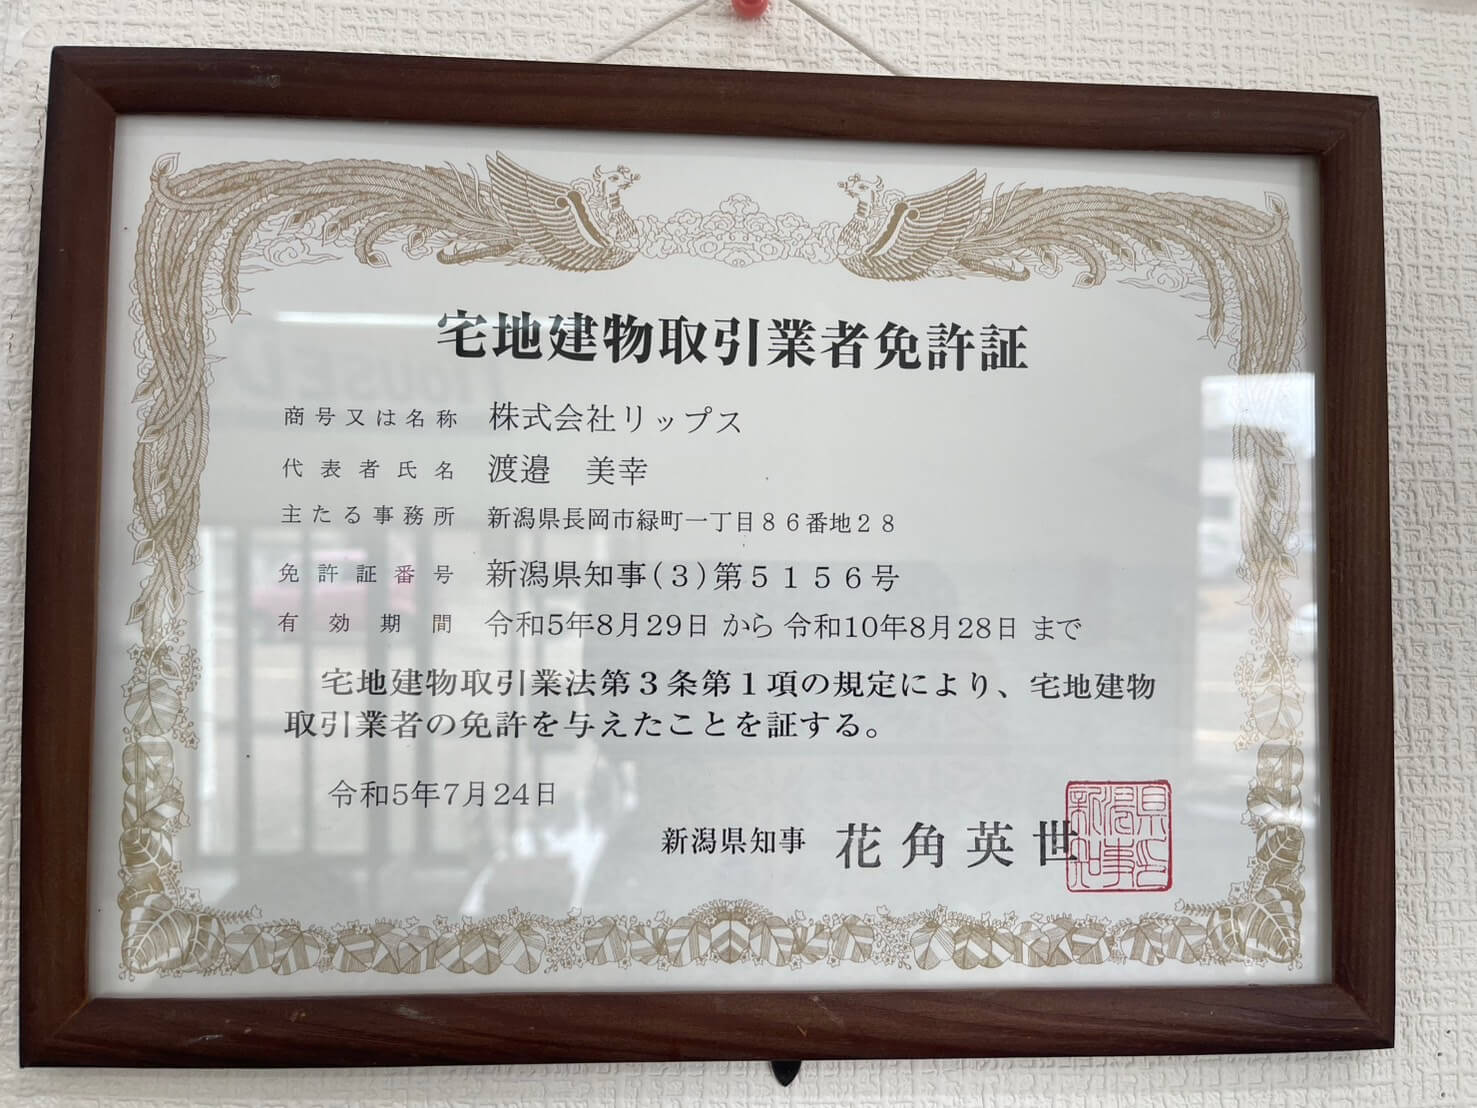 宅地建物取引業者免許証
商号又は名称 株式会社リップス
代表者氏名 渡邉 美幸
主たる事務所 新潟県長岡市緑町一丁目86番地28
免許証番号 新潟県知事(3)第5156号
有効期間 令和5年8月29日 から 令和10年8月28日 まで
宅地建物取引業法第3条第1項の規定により、宅地建物
取引業者の免許を与えたことを証する。
令和5年7月24日
新潟県知事 花角英世
新潟県知事之印